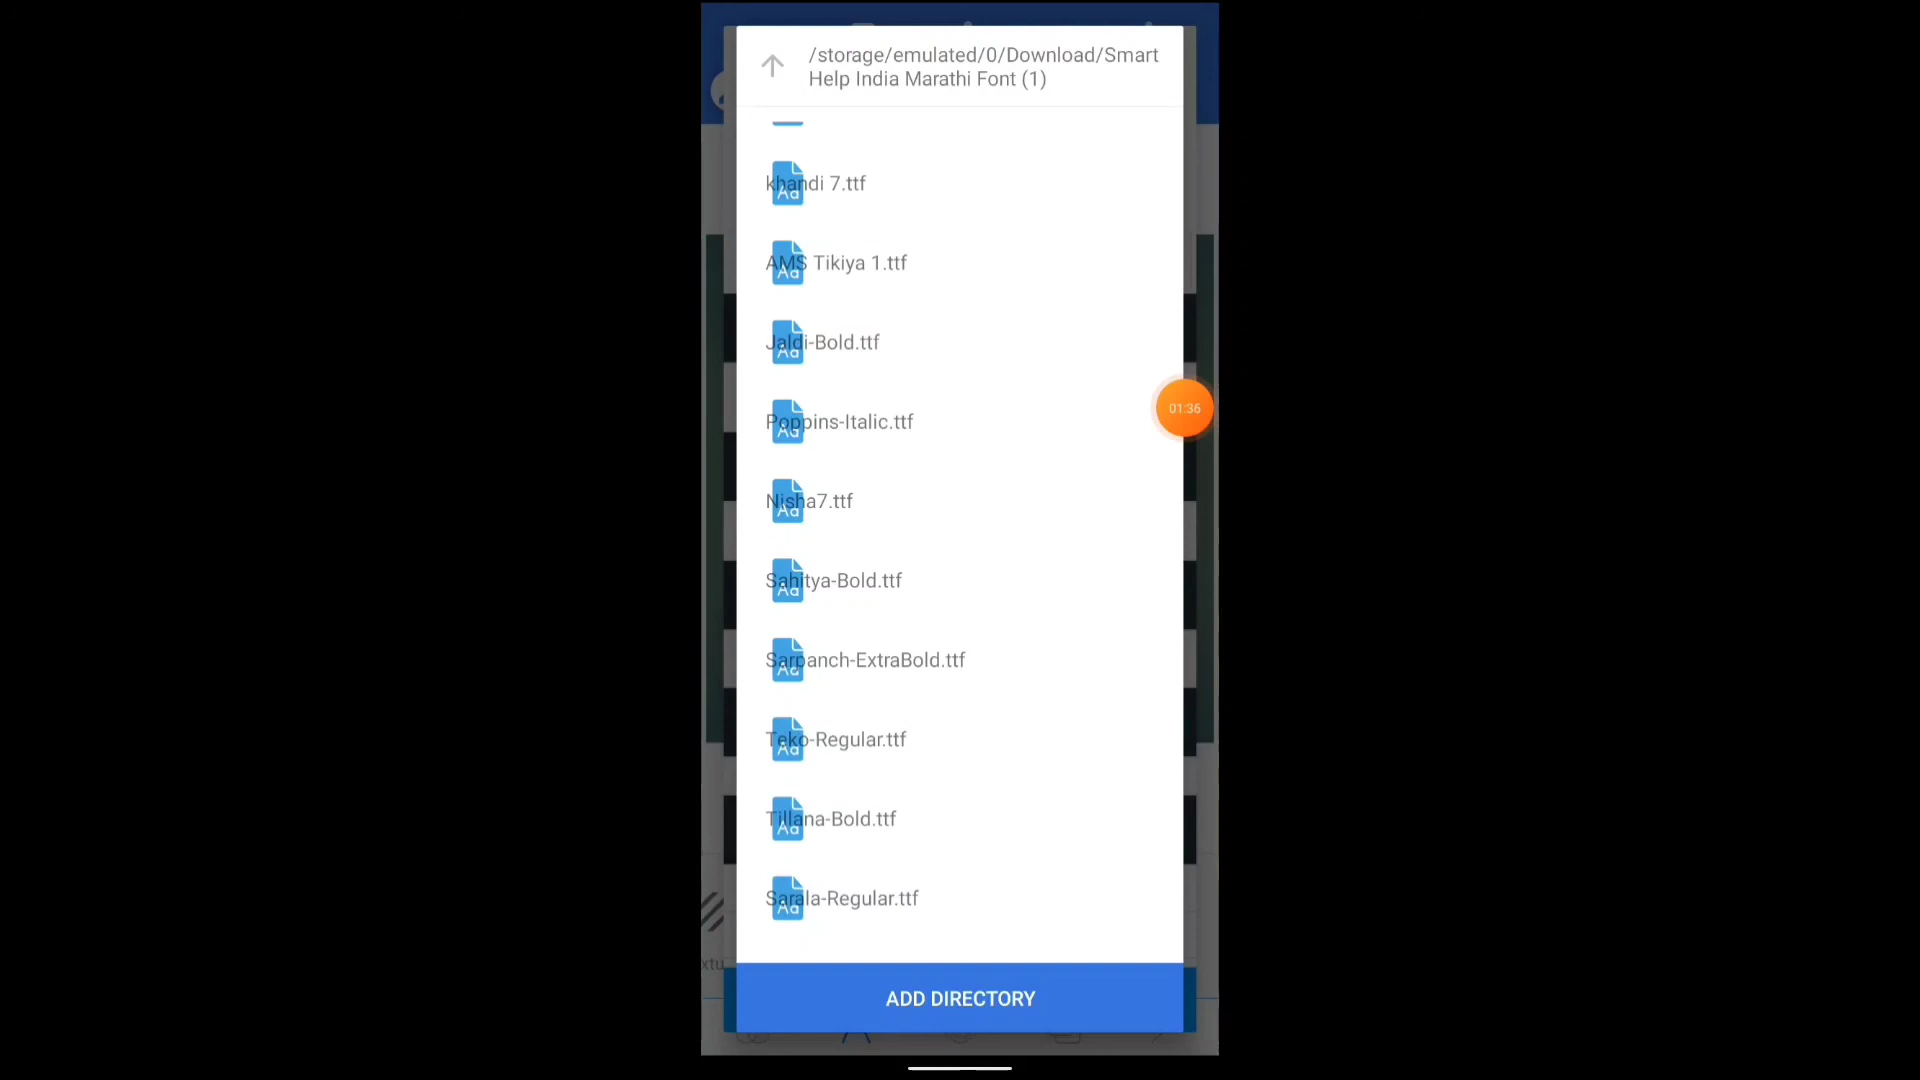 /storage/emulated/0/Download/Smart
Help India Marathi Font (1)
khandi 7.ttf
AMS Tikiya 1.ttf
Jaldi-Bold.ttf
Poppins-Italic.ttf
01:36
Nisha7.ttf
Sahitya-Bold.ttf
Sarpanch-ExtraBold.ttf
Teko-Regular.ttf
Tillana-Bold.ttf
Sarala-Regular.ttf
xtu
ADD DIRECTORY